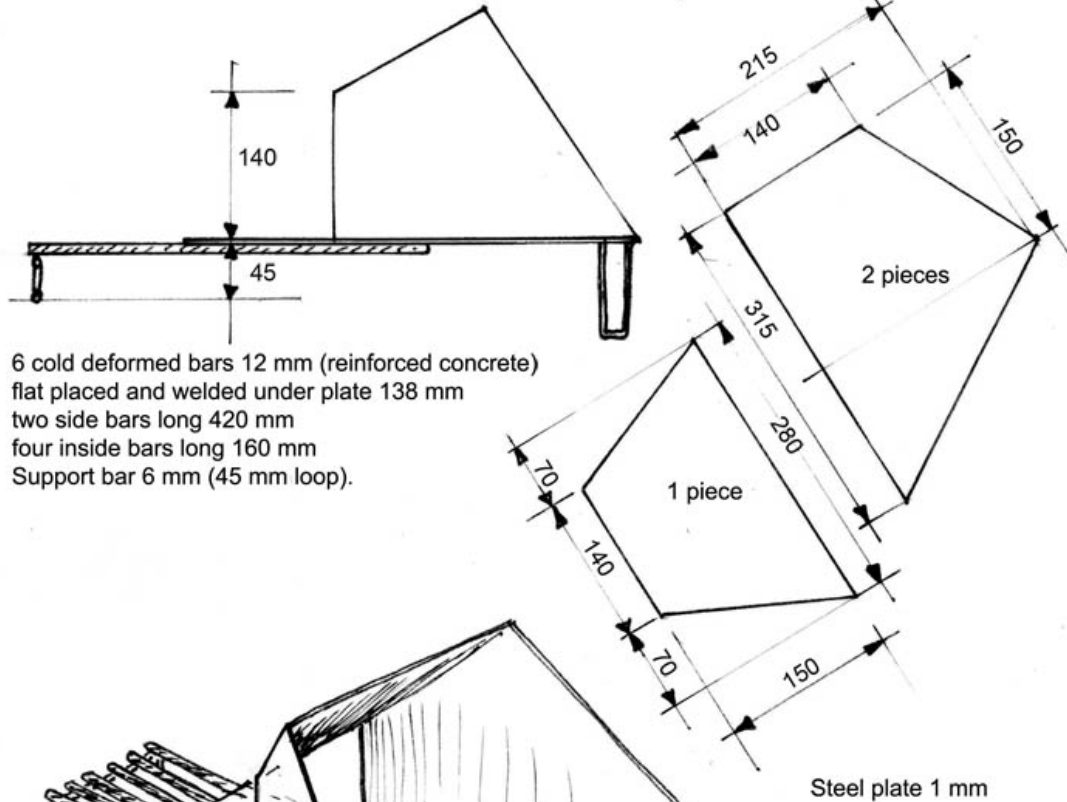 215
140
150
140
45
2 pieces
315
6 cold deformed bars 12 mm (reinforced concrete)
flat placed and welded under plate 138 mm
two side bars long 420 mm
four inside bars long 160 mm
Support bar 6 mm (45 mm loop).
280
70
1 piece
140
70
150
Steel plate 1 mm